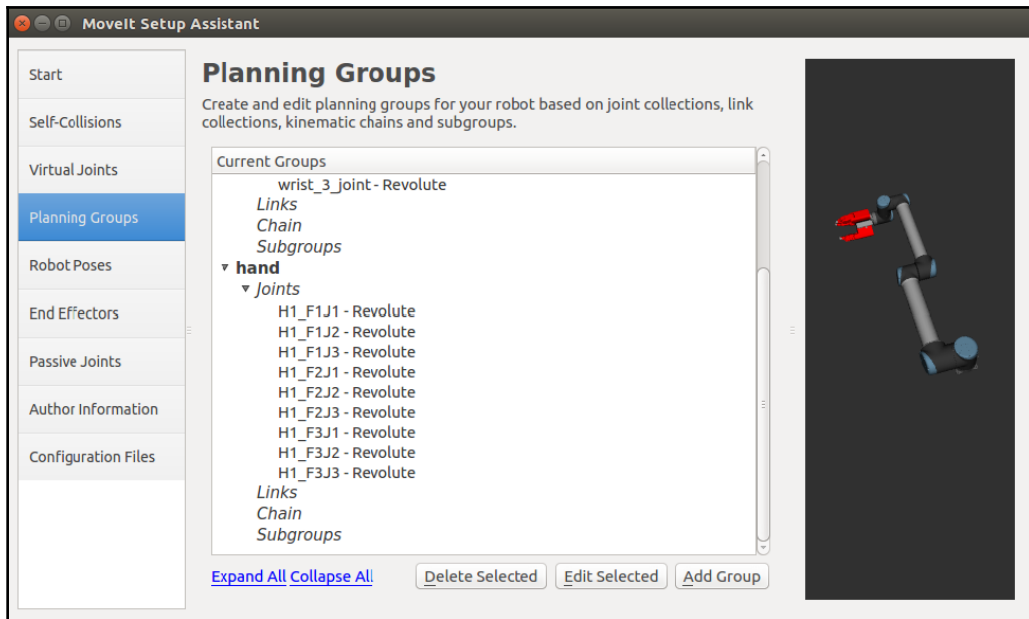 MoveIt Setup Assistant
Start
Self-Collisions
Virtual Joints
Planning Groups
Robot Poses
End Effectors
Passive Joints
Author Information
Configuration Files
Planning Groups
Create and edit planning groups for your robot based on joint collections, link
collections, kinematic chains and subgroups.
Current Groups
wrist_3_joint - Revolute
Links
Chain
Subgroups
hand
Joints
H1_F1J1 - Revolute
H1_F1J2 - Revolute
H1_F1J3 - Revolute
H1_F2J1 - Revolute
H1_F2J2 - Revolute
H1_F2J3 - Revolute
H1_F3J1 - Revolute
H1_F3J2 - Revolute
H1_F3J3 - Revolute
Links
Chain
Subgroups
Expand All Collapse All
Delete Selected
Edit Selected
Add Group